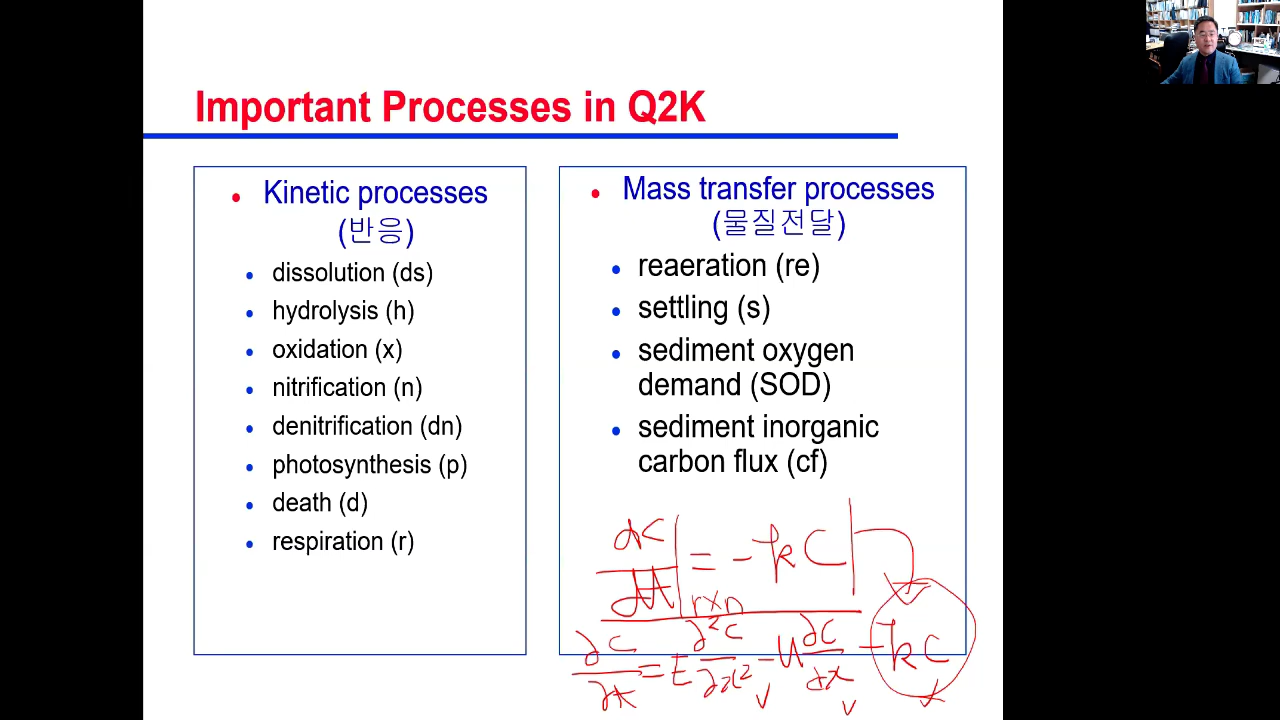 Important Processes in Q2K
• Kinetic processes
(반응)
• dissolution (ds)
• hydrolysis (h)
• oxidation (x)
• nitrification (n)
• denitrification (dn)
• photosynthesis (p)
• death (d)
• respiration (r)
• Mass transfer processes
(물질전달)
• reaeration (re)
• settling (s)
• sediment oxygen
demand (SOD)
• sediment inorganic
carbon flux (cf)
dC/dt|rxn = -kC
∂C/∂t = E ∂²C/∂x² - U ∂C/∂x - kC